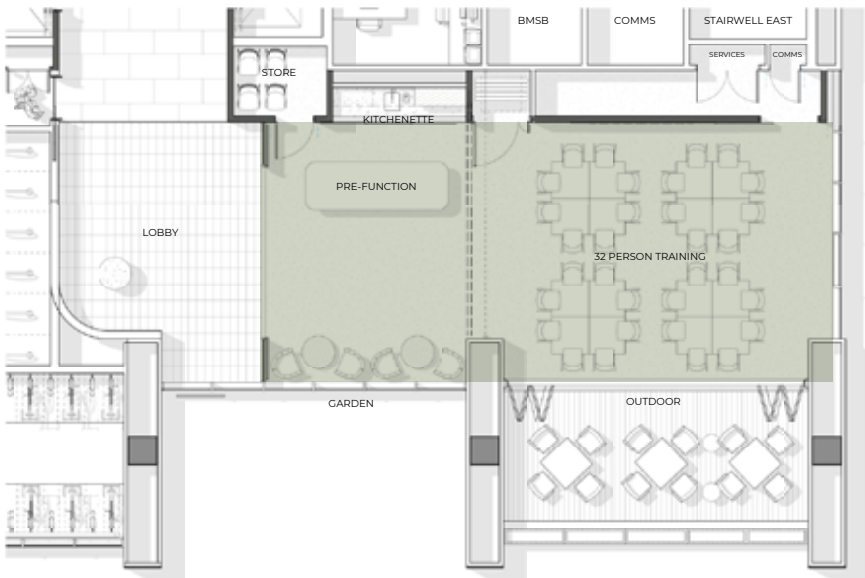 BMSB
COMMS
STAIRWELL EAST
SERVICES
COMMS
STORE
KITCHENETTE
PRE-FUNCTION
LOBBY
32 PERSON TRAINING
GARDEN
OUTDOOR